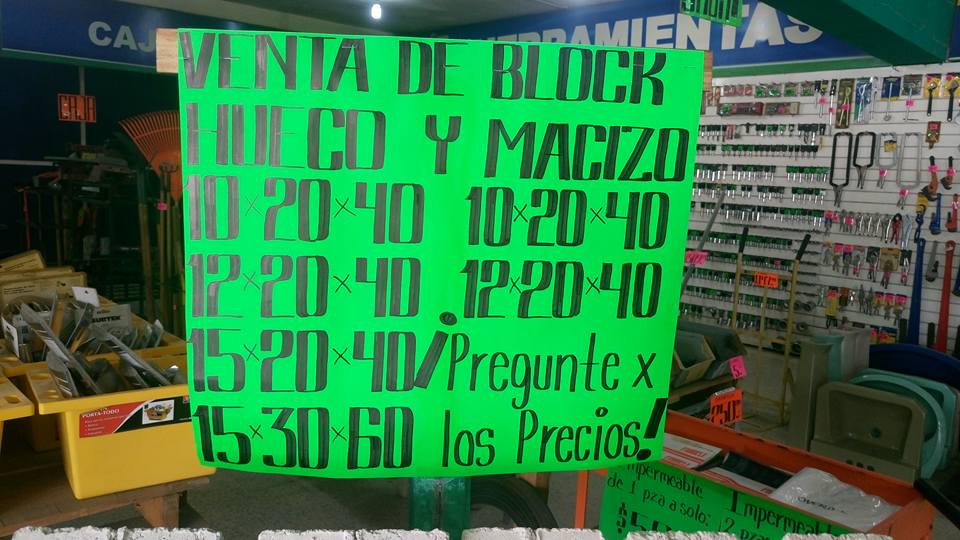 HERRAMIENTAS
VENTA DE BLOCK
HUECO Y MACIZO
10×20×40 10×20×40
12×20×40 12×20×40
15×20×40 ¡Pregunte x
15×30×60 los Precios!
PORTA-TODO
Impermeable
de 1 pza a solo:
Impermeable
2 pzas